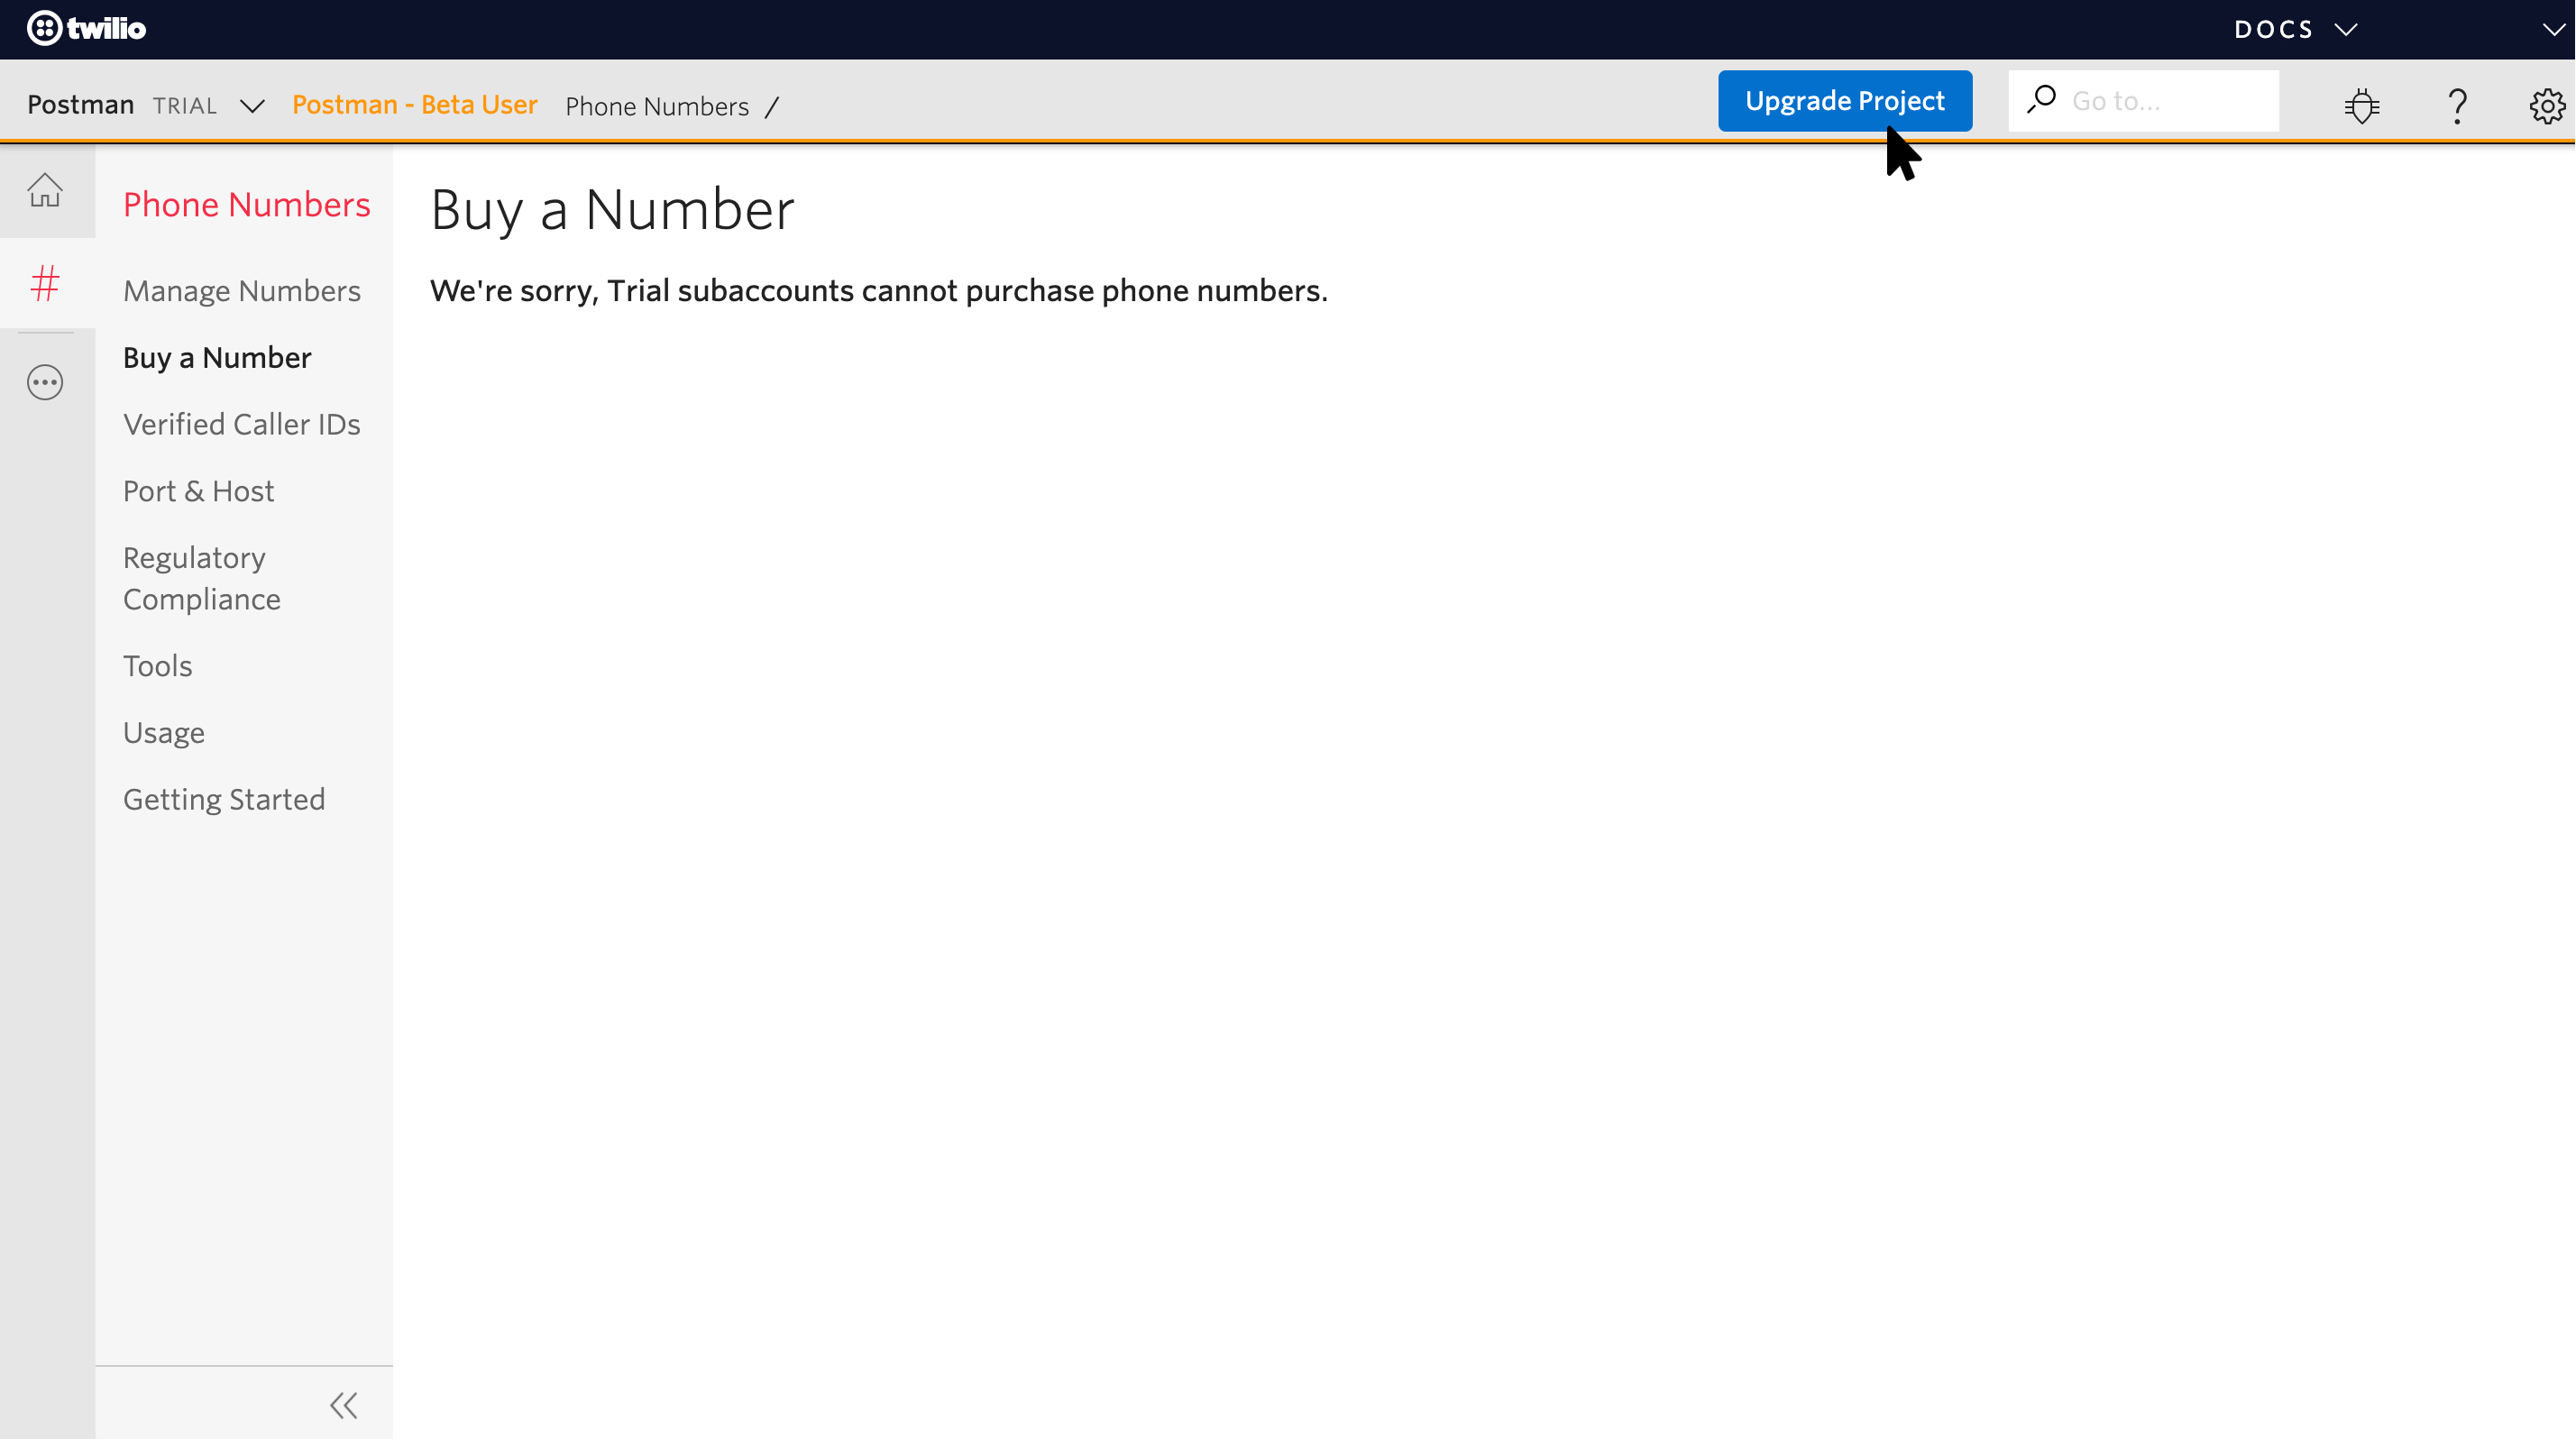 twilio
DOCS
Postman TRIAL Postman - Beta User Phone Numbers /
Upgrade Project
Go to...
?
Phone Numbers
#
Manage Numbers
Buy a Number
Verified Caller IDs
Port & Host
Regulatory
Compliance
Tools
Usage
Getting Started
Buy a Number
We're sorry, Trial subaccounts cannot purchase phone numbers.